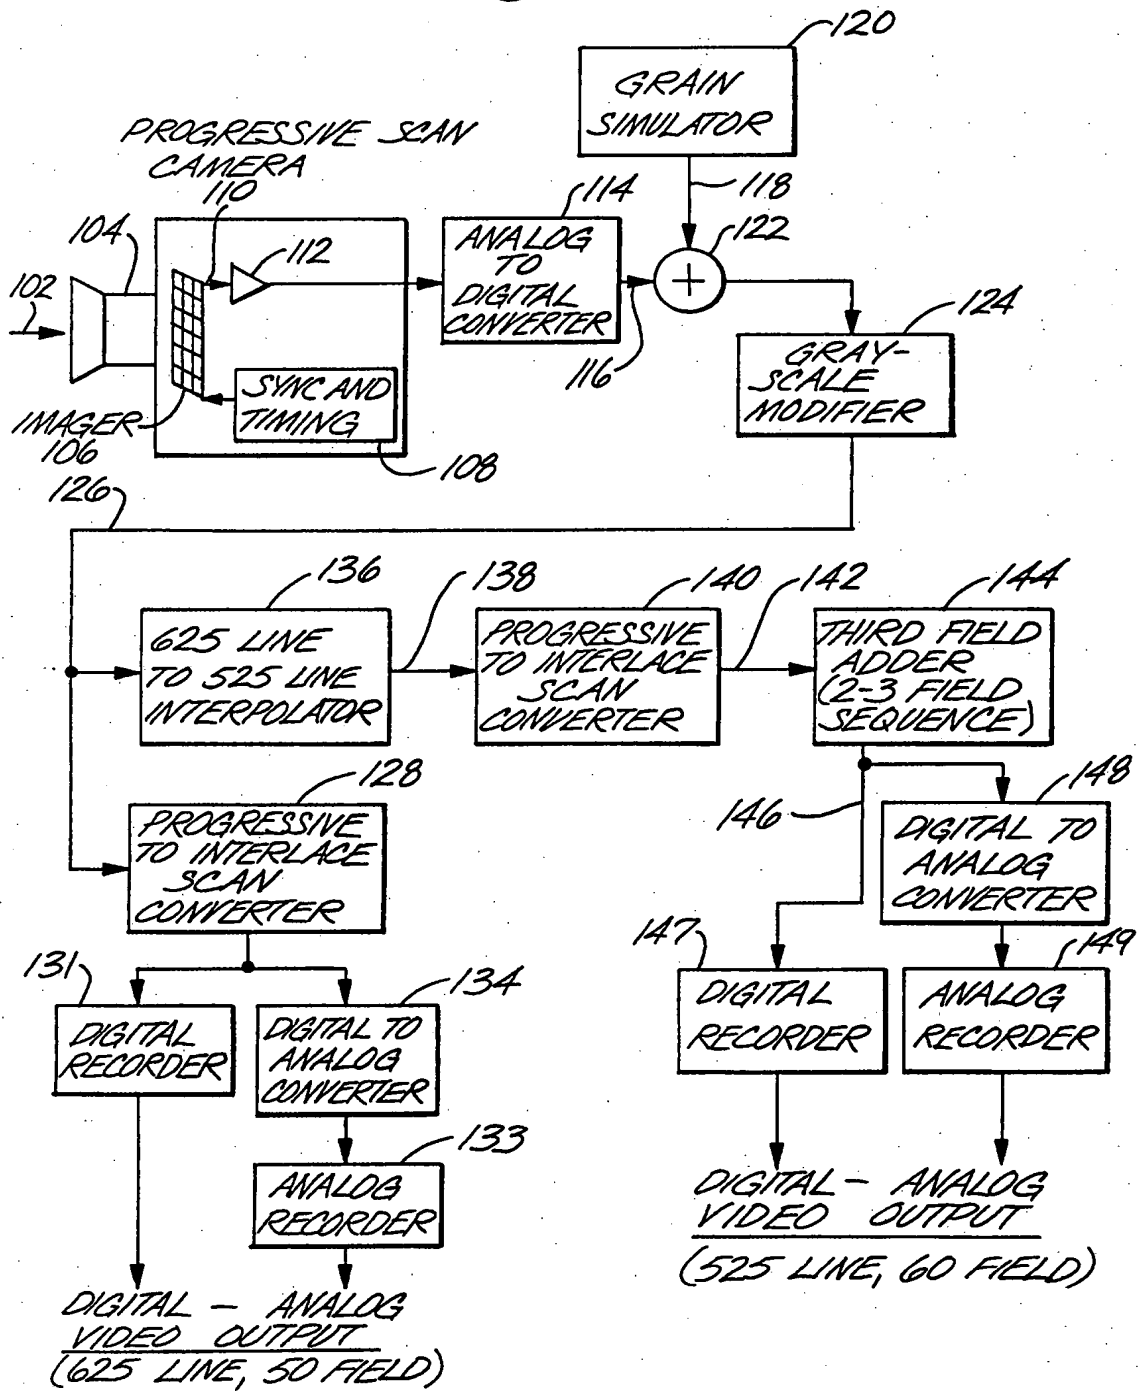 120
GRAIN
SIMULATOR
PROGRESSIVE SCAN
CAMERA
110
118
114
104
112
ANALOG
TO
DIGITAL
CONVERTER
122
+
102
116
124
GRAY-
SCALE
MODIFIER
SYNC AND
TIMING
IMAGER
106
108
126
136
138
140
142
144
625 LINE
TO 525 LINE
INTERPOLATOR
PROGRESSIVE
TO INTERLACE
SCAN
CONVERTER
THIRD FIELD
ADDER
(2-3 FIELD
SEQUENCE)
128
PROGRESSIVE
TO INTERLACE
SCAN
CONVERTER
146
148
DIGITAL TO
ANALOG
CONVERTER
131
DIGITAL
RECORDER
134
DIGITAL TO
ANALOG
CONVERTER
147
DIGITAL
RECORDER
149
ANALOG
RECORDER
133
ANALOG
RECORDER
DIGITAL - ANALOG
VIDEO OUTPUT
(525 LINE, 60 FIELD)
DIGITAL - ANALOG
VIDEO OUTPUT
(625 LINE, 50 FIELD)